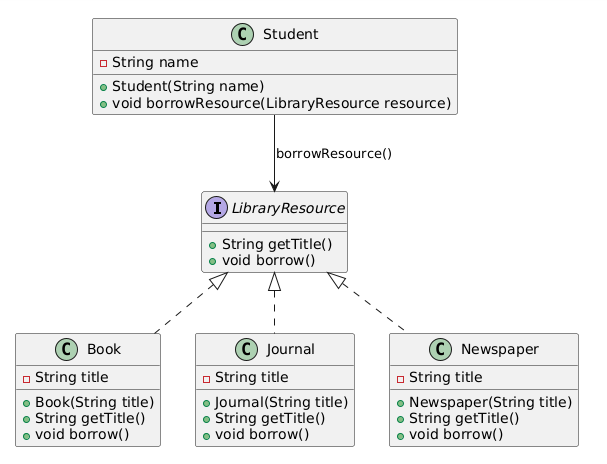 C Student
String name
Student(String name)
void borrowResource(LibraryResource resource)
borrowResource()
I LibraryResource
String getTitle()
void borrow()
C Book
String title
Book(String title)
String getTitle()
void borrow()
C Journal
String title
Journal(String title)
String getTitle()
void borrow()
C Newspaper
String title
Newspaper(String title)
String getTitle()
void borrow()